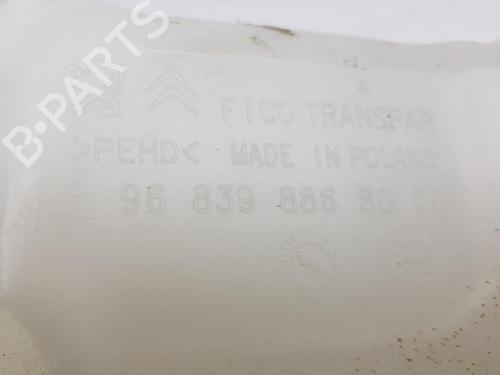 B-PARTS
FICO TRANSPAR
>PEHD< MADE IN POLAND
96 839 886 80